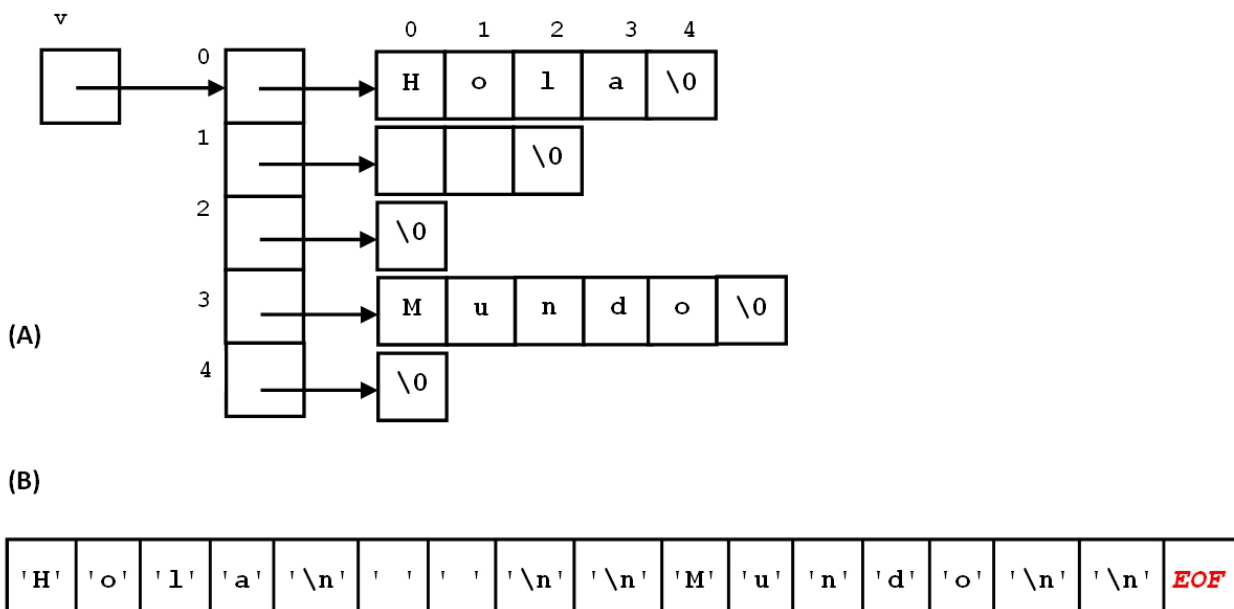 v
0 1 2 3 4
0 H o l a \0
1 \0
2 \0
3 M u n d o \0
(A)
4 \0
(B)
'H' 'o' 'l' 'a' '\n' ' ' ' ' '\n' '\n' 'M' 'u' 'n' 'd' 'o' '\n' '\n' EOF